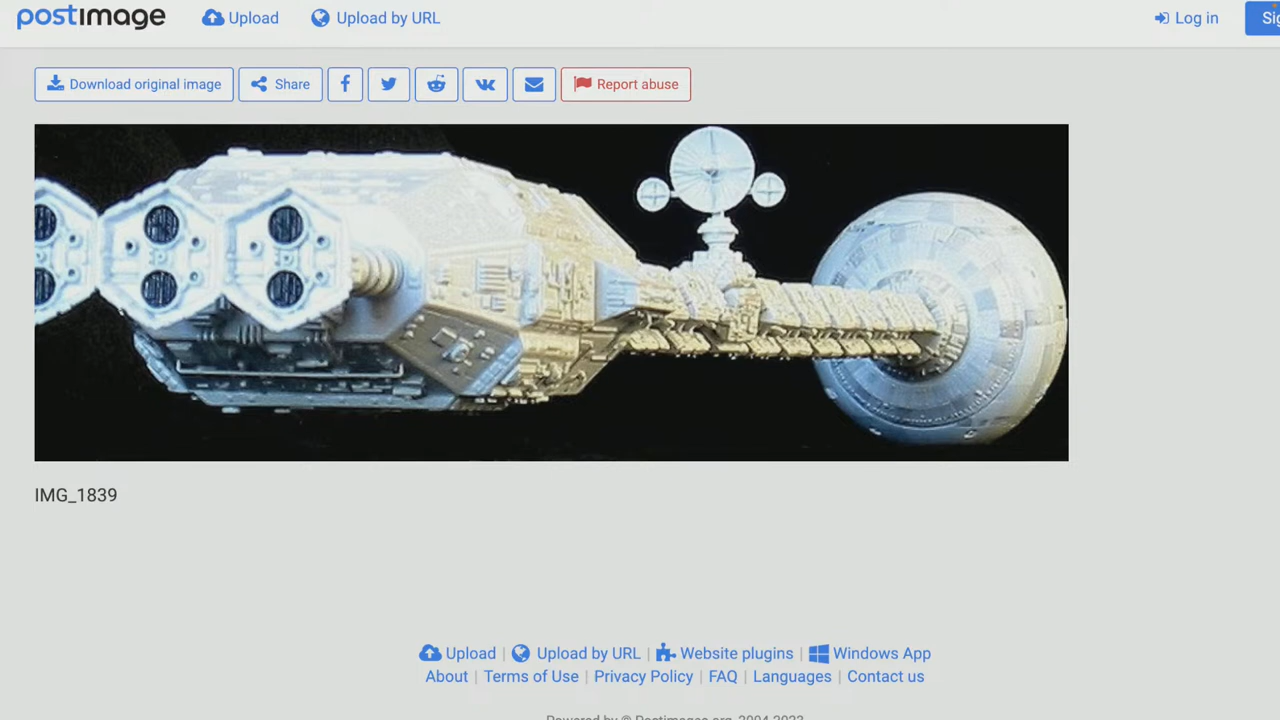 postimage Upload Upload by URL Log in
Download original image Share Report abuse
IMG_1839
Upload | Upload by URL | Website plugins | Windows App
About | Terms of Use | Privacy Policy | FAQ | Languages | Contact us